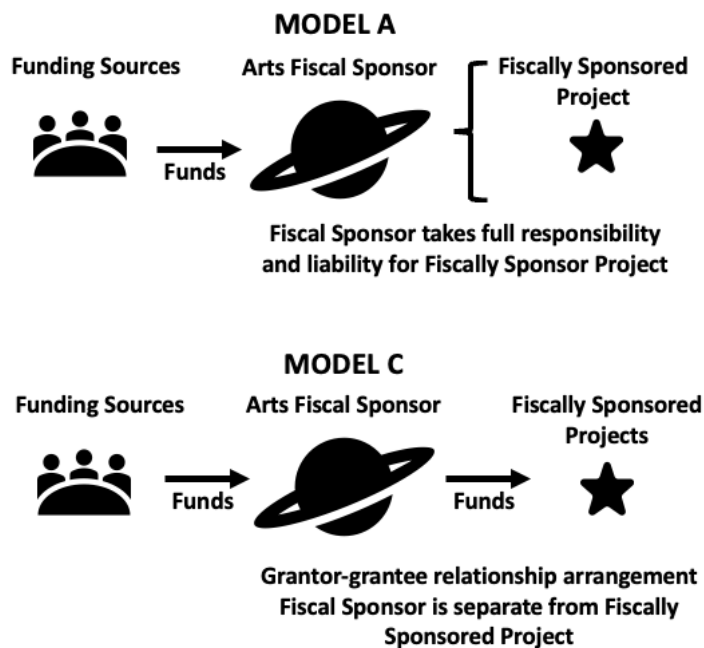 MODEL A
Funding Sources
Arts Fiscal Sponsor
Fiscally Sponsored
Project
Funds
Fiscal Sponsor takes full responsibility
and liability for Fiscally Sponsor Project
MODEL C
Funding Sources
Arts Fiscal Sponsor
Fiscally Sponsored
Projects
Funds
Funds
Grantor-grantee relationship arrangement
Fiscal Sponsor is separate from Fiscally
Sponsored Project